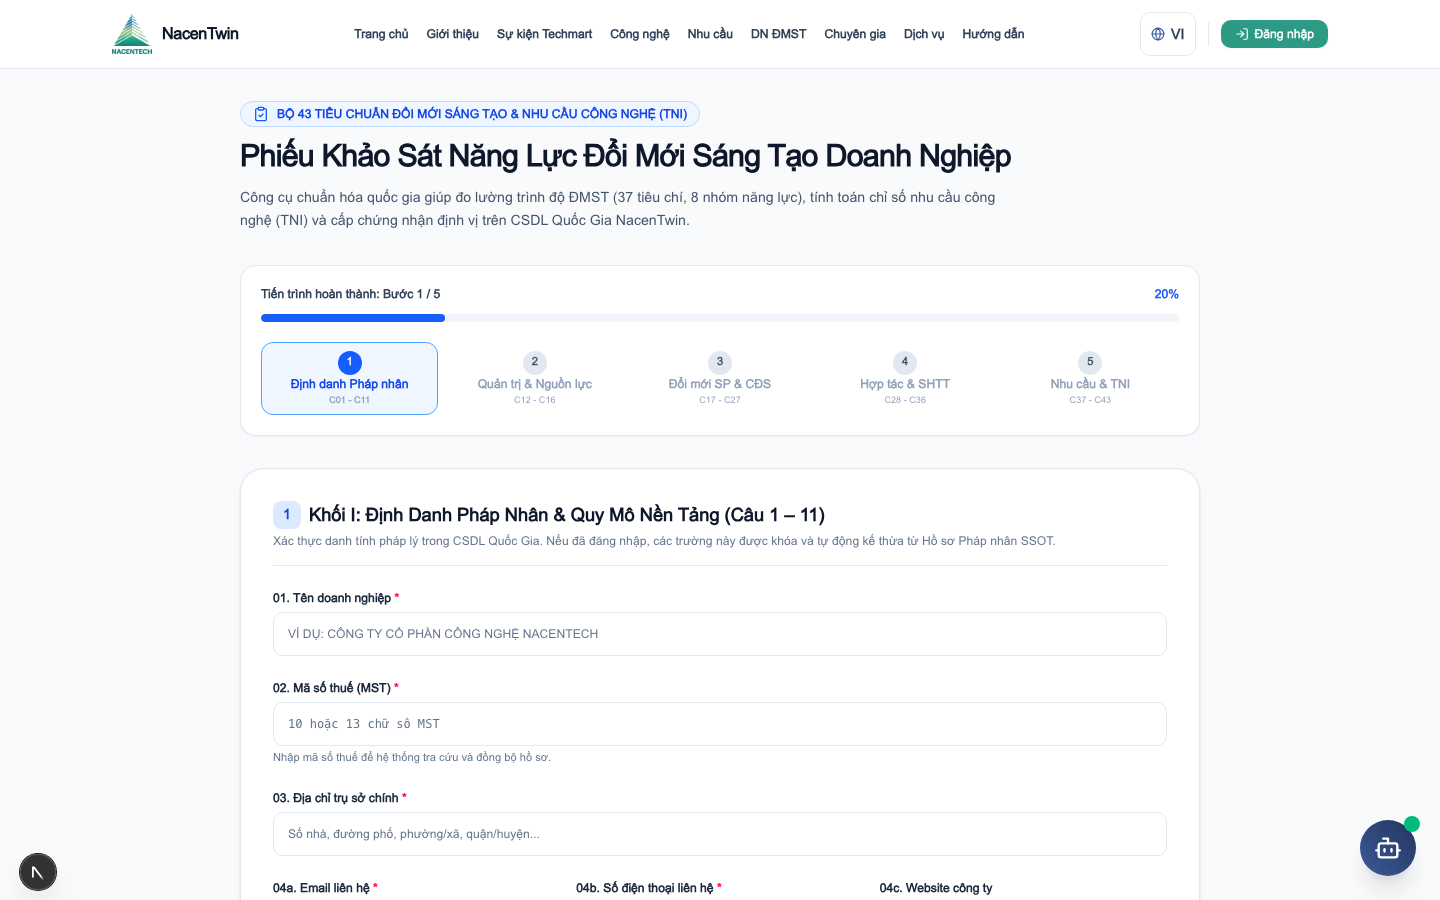 NACENTECH
NacenTwin
Trang chủ
Giới thiệu
Sự kiện Techmart
Công nghệ
Nhu cầu
DN ĐMST
Chuyên gia
Dịch vụ
Hướng dẫn
VI
Đăng nhập
BỘ 43 TIÊU CHUẨN ĐỔI MỚI SÁNG TẠO & NHU CẦU CÔNG NGHỆ (TNI)
Phiếu Khảo Sát Năng Lực Đổi Mới Sáng Tạo Doanh Nghiệp
Công cụ chuẩn hóa quốc gia giúp đo lường trình độ ĐMST (37 tiêu chí, 8 nhóm năng lực), tính toán chỉ số nhu cầu công
nghệ (TNI) và cấp chứng nhận định vị trên CSDL Quốc Gia NacenTwin.
Tiến trình hoàn thành: Bước 1 / 5
20%
1
Định danh Pháp nhân
C01 - C11
2
Quản trị & Nguồn lực
C12 - C16
3
Đổi mới SP & CĐS
C17 - C27
4
Hợp tác & SHTT
C28 - C36
5
Nhu cầu & TNI
C37 - C43
1 Khối I: Định Danh Pháp Nhân & Quy Mô Nền Tảng (Câu 1 – 11)
Xác thực danh tính pháp lý trong CSDL Quốc Gia. Nếu đã đăng nhập, các trường này được khóa và tự động kế thừa từ Hồ sơ Pháp nhân SSOT.
01. Tên doanh nghiệp *
VÍ DỤ: CÔNG TY CỔ PHẦN CÔNG NGHỆ NACENTECH
02. Mã số thuế (MST) *
10 hoặc 13 chữ số MST
Nhập mã số thuế để hệ thống tra cứu và đồng bộ hồ sơ.
03. Địa chỉ trụ sở chính *
Số nhà, đường phố, phường/xã, quận/huyện...
04a. Email liên hệ *
04b. Số điện thoại liên hệ *
04c. Website công ty